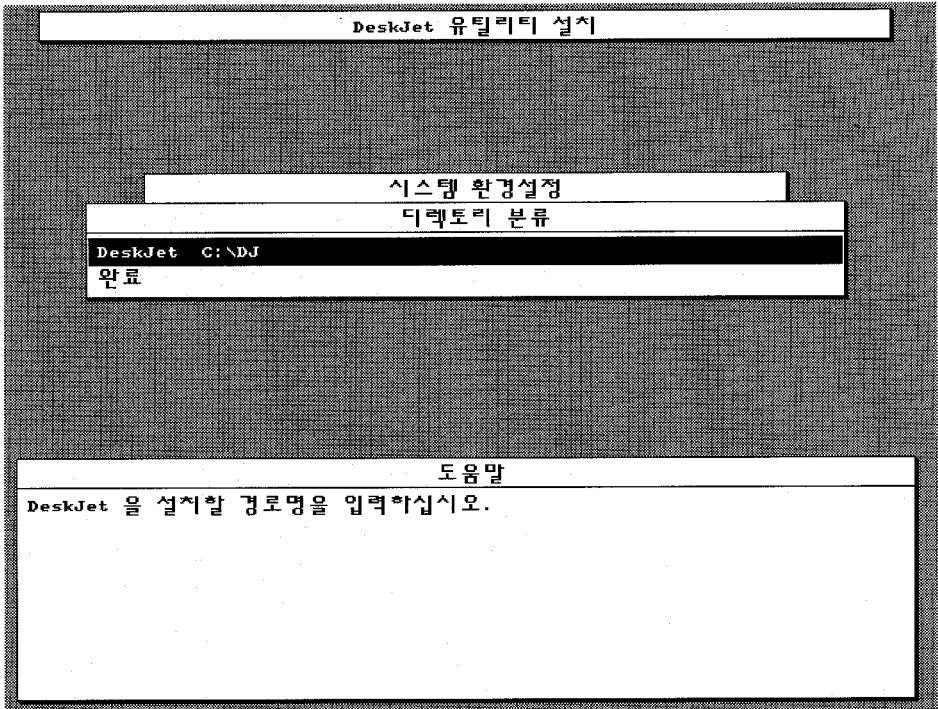 DeskJet 유틸리티 설치
시스템 환경설정
디렉토리 분류
DeskJet C:\DJ
완료
도움말
DeskJet 을 설치할 경로명을 입력하십시오.